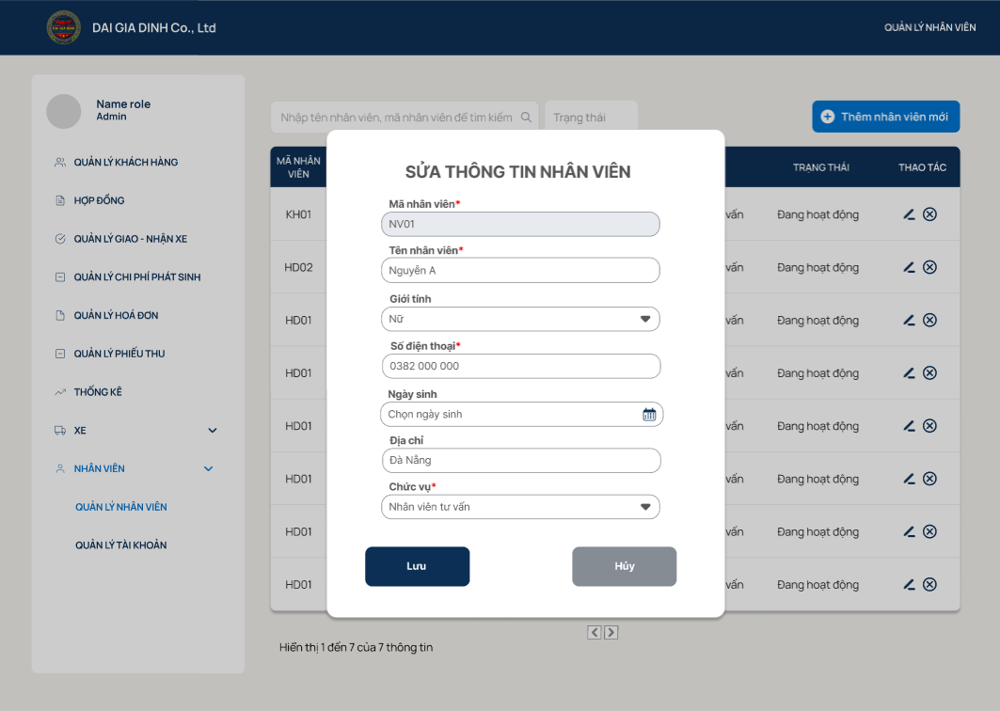 DAI GIA DINH
DAI GIA DINH Co., Ltd
QUẢN LÝ NHÂN VIÊN
Name role
Admin
QUẢN LÝ KHÁCH HÀNG
HỢP ĐỒNG
QUẢN LÝ GIAO - NHẬN XE
QUẢN LÝ CHI PHÍ PHÁT SINH
QUẢN LÝ HOÁ ĐƠN
QUẢN LÝ PHIẾU THU
THỐNG KÊ
XE
NHÂN VIÊN
QUẢN LÝ NHÂN VIÊN
QUẢN LÝ TÀI KHOẢN
Nhập tên nhân viên, mã nhân viên để tìm kiếm
Trạng thái
Thêm nhân viên mới
MÃ NHÂN
VIÊN
TRẠNG THÁI
THAO TÁC
KH01
vấn
Đang hoạt động
HD02
vấn
Đang hoạt động
HD01
vấn
Đang hoạt động
HD01
vấn
Đang hoạt động
HD01
vấn
Đang hoạt động
HD01
vấn
Đang hoạt động
HD01
vấn
Đang hoạt động
HD01
vấn
Đang hoạt động
SỬA THÔNG TIN NHÂN VIÊN
Mã nhân viên*
NV01
Tên nhân viên*
Nguyễn A
Giới tính
Nữ
Số điện thoại*
0382 000 000
Ngày sinh
Chọn ngày sinh
Địa chỉ
Đà Nẵng
Chức vụ*
Nhân viên tư vấn
Lưu
Hủy
Hiển thị 1 đến 7 của 7 thông tin